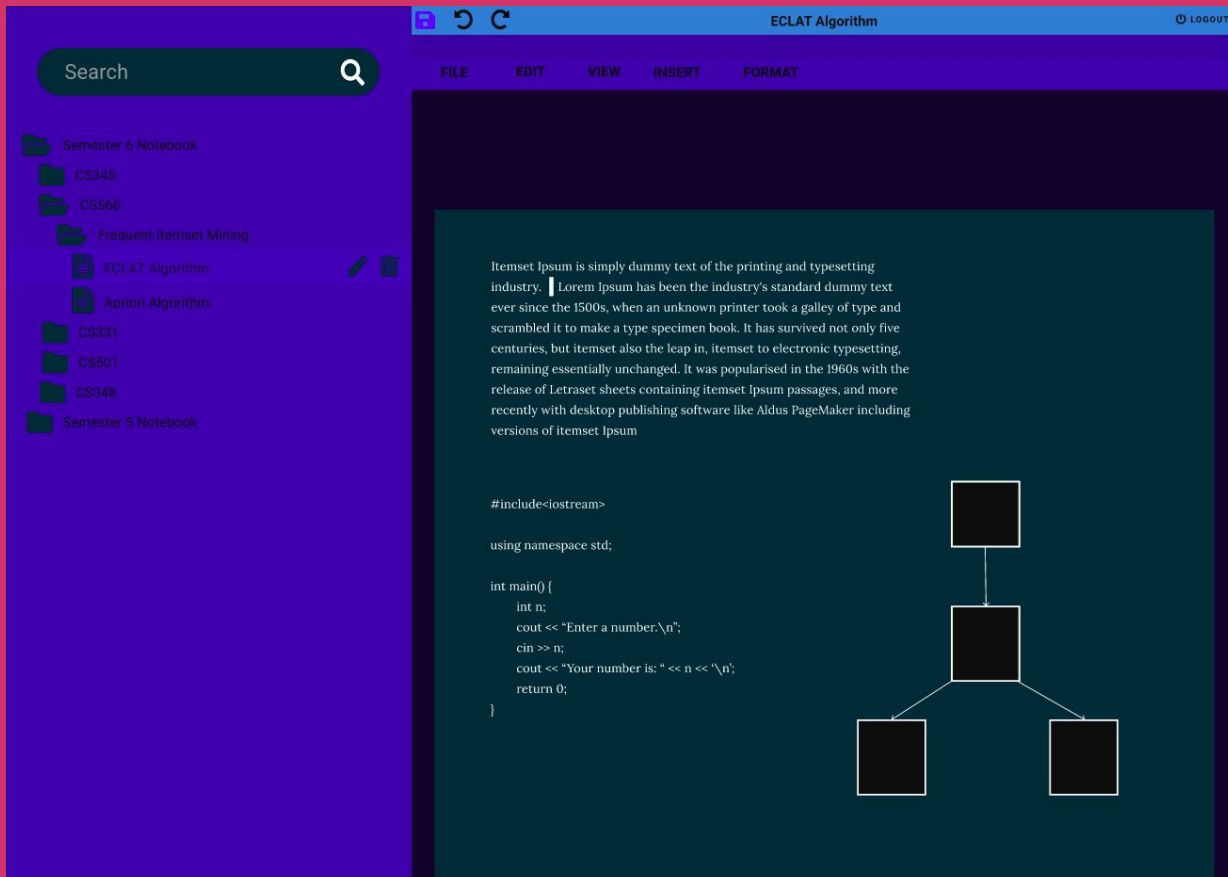 ECLAT Algorithm
LOGOUT
Search
FILE EDIT VIEW INSERT FORMAT
Semester 6 Notebook
CS345
CS568
Frequent Itemset Mining
ECLAT Algorithm
Apriori Algorithm
CS331
CS501
CS348
Semester 5 Notebook
Itemset Ipsum is simply dummy text of the printing and typesetting
industry. Lorem Ipsum has been the industry's standard dummy text
ever since the 1500s, when an unknown printer took a galley of type and
scrambled it to make a type specimen book. It has survived not only five
centuries, but itemset also the leap in, itemset to electronic typesetting,
remaining essentially unchanged. It was popularised in the 1960s with the
release of Letraset sheets containing itemset Ipsum passages, and more
recently with desktop publishing software like Aldus PageMaker including
versions of itemset Ipsum
#include<iostream>
using namespace std;
int main() {
int n;
cout << “Enter a number.\n”;
cin >> n;
cout << “Your number is: “ << n << ‘\n’;
return 0;
}